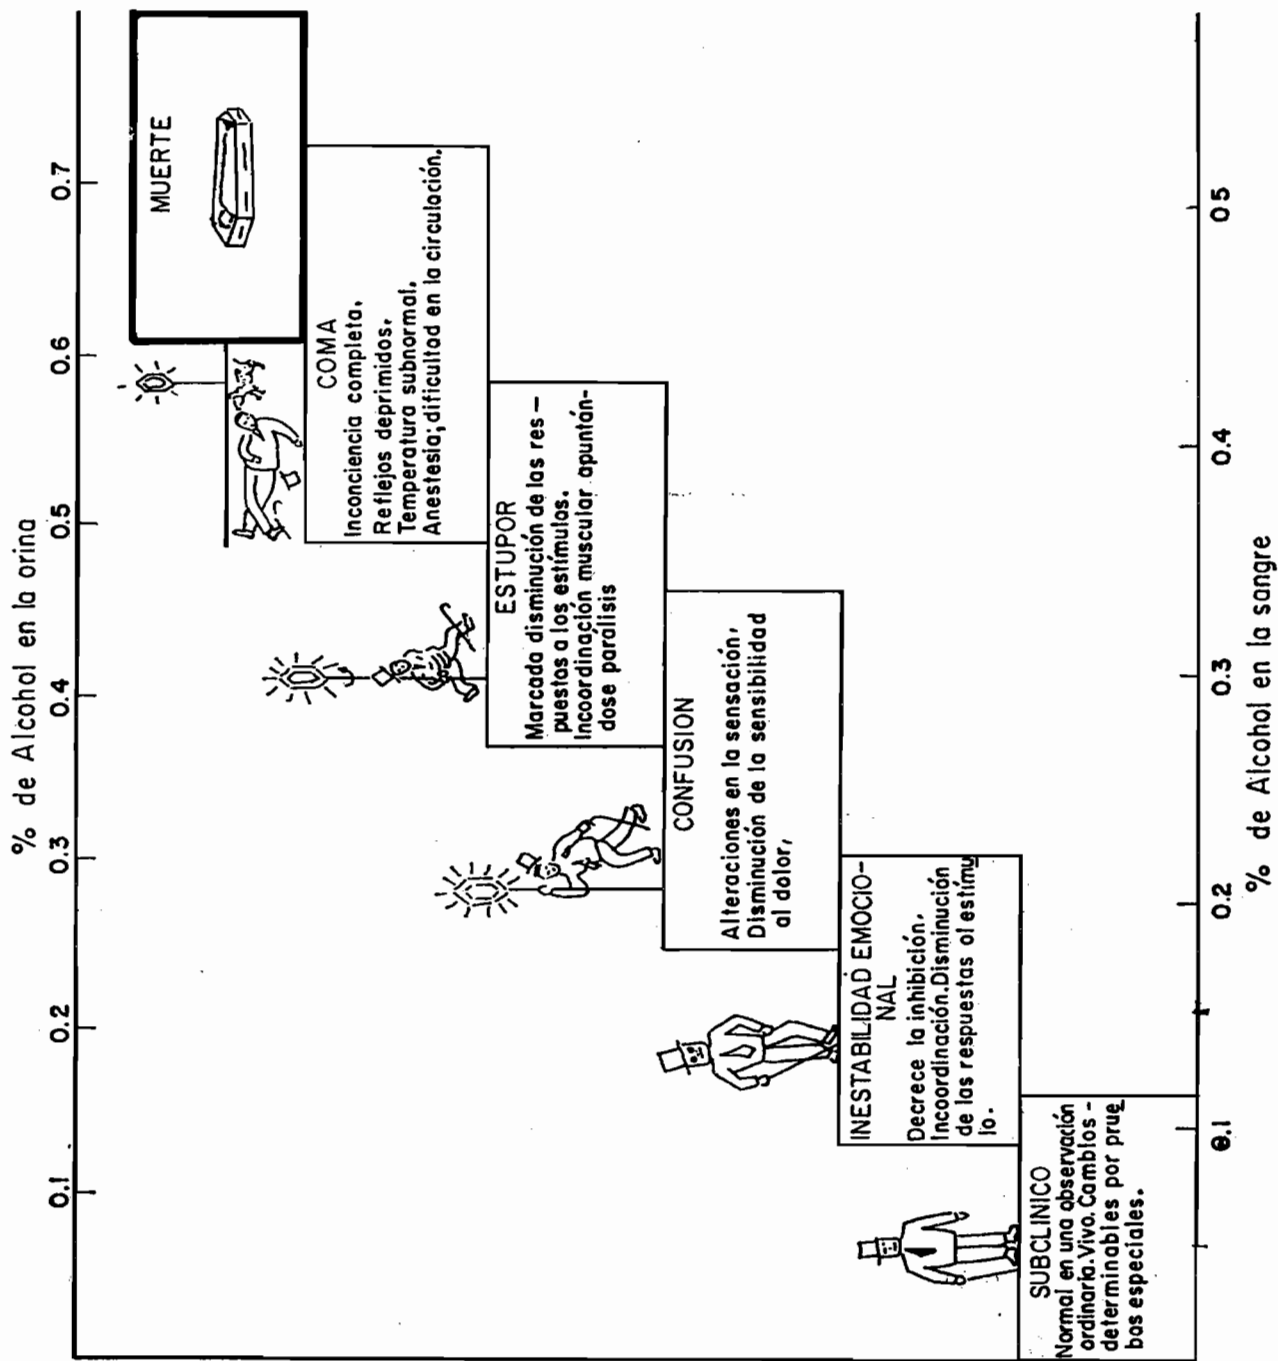 % de Alcohol en la orina
0.1
0.2
0.3
0.4
0.5
0.6
0.7
MUERTE
COMA
Inconciencia completa.
Reflejos deprimidos.
Temperatura subnormal.
Anestesia; dificultad en la circulación.
ESTUPOR
Marcada disminución de las res-
puestas a los estímulos.
Incoordinación muscular apuntán-
dose parálisis
CONFUSION
Alteraciones en la sensación,
Disminución de la sensibilidad
al dolor,
INESTABILIDAD EMOCIO-
NAL
Decrece la inhibición.
Incoordinación. Disminución
de las respuestas al estímu
lo.
SUBCLINICO
Normal en una observación
ordinaria. Vivo. Cambios -
determinables por prue
bas especiales.
0.1
0.2
0.3
0.4
05
% de Alcohol en la sangre